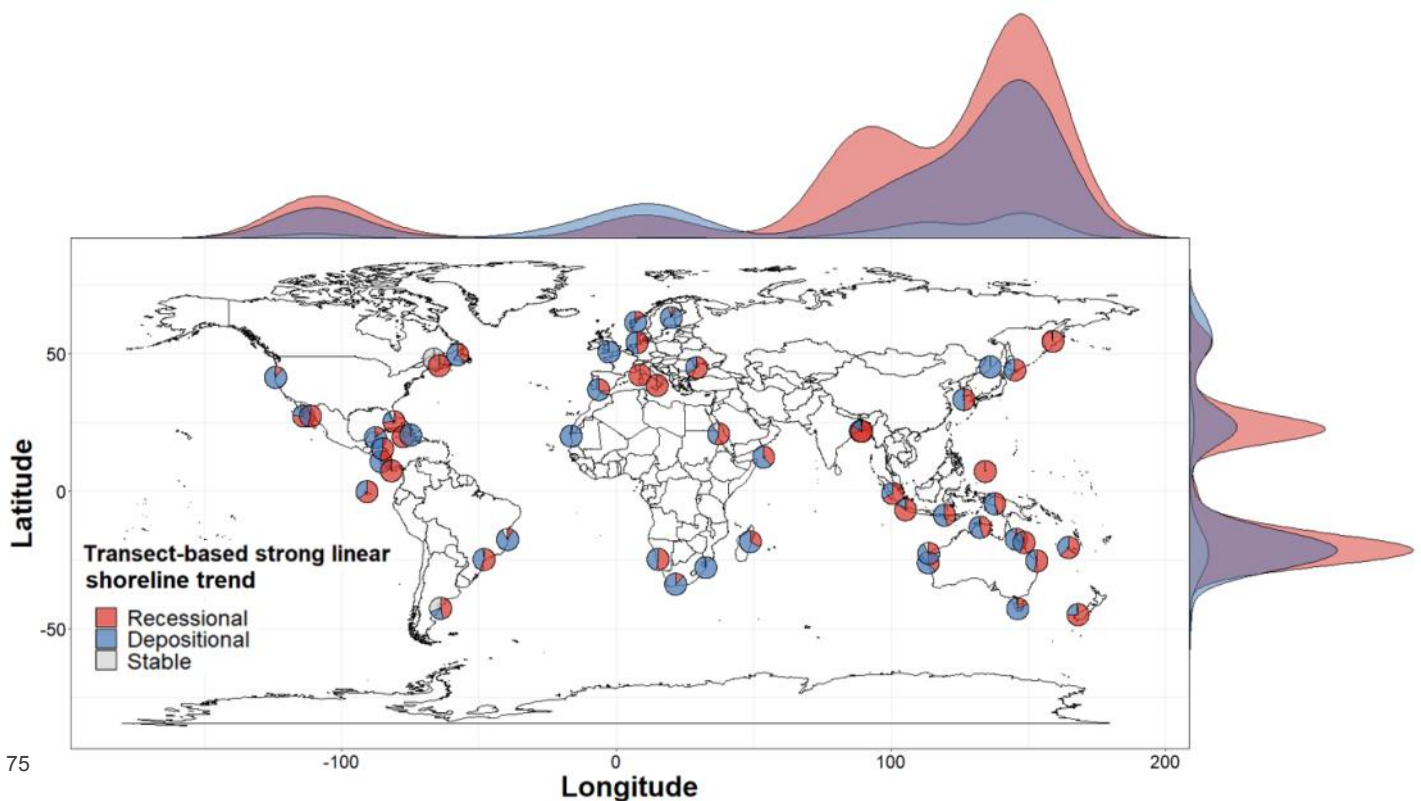 50
0
-50
Latitude
Transect-based strong linear
shoreline trend
Recessional
Depositional
Stable
75
-100
0
100
200
Longitude